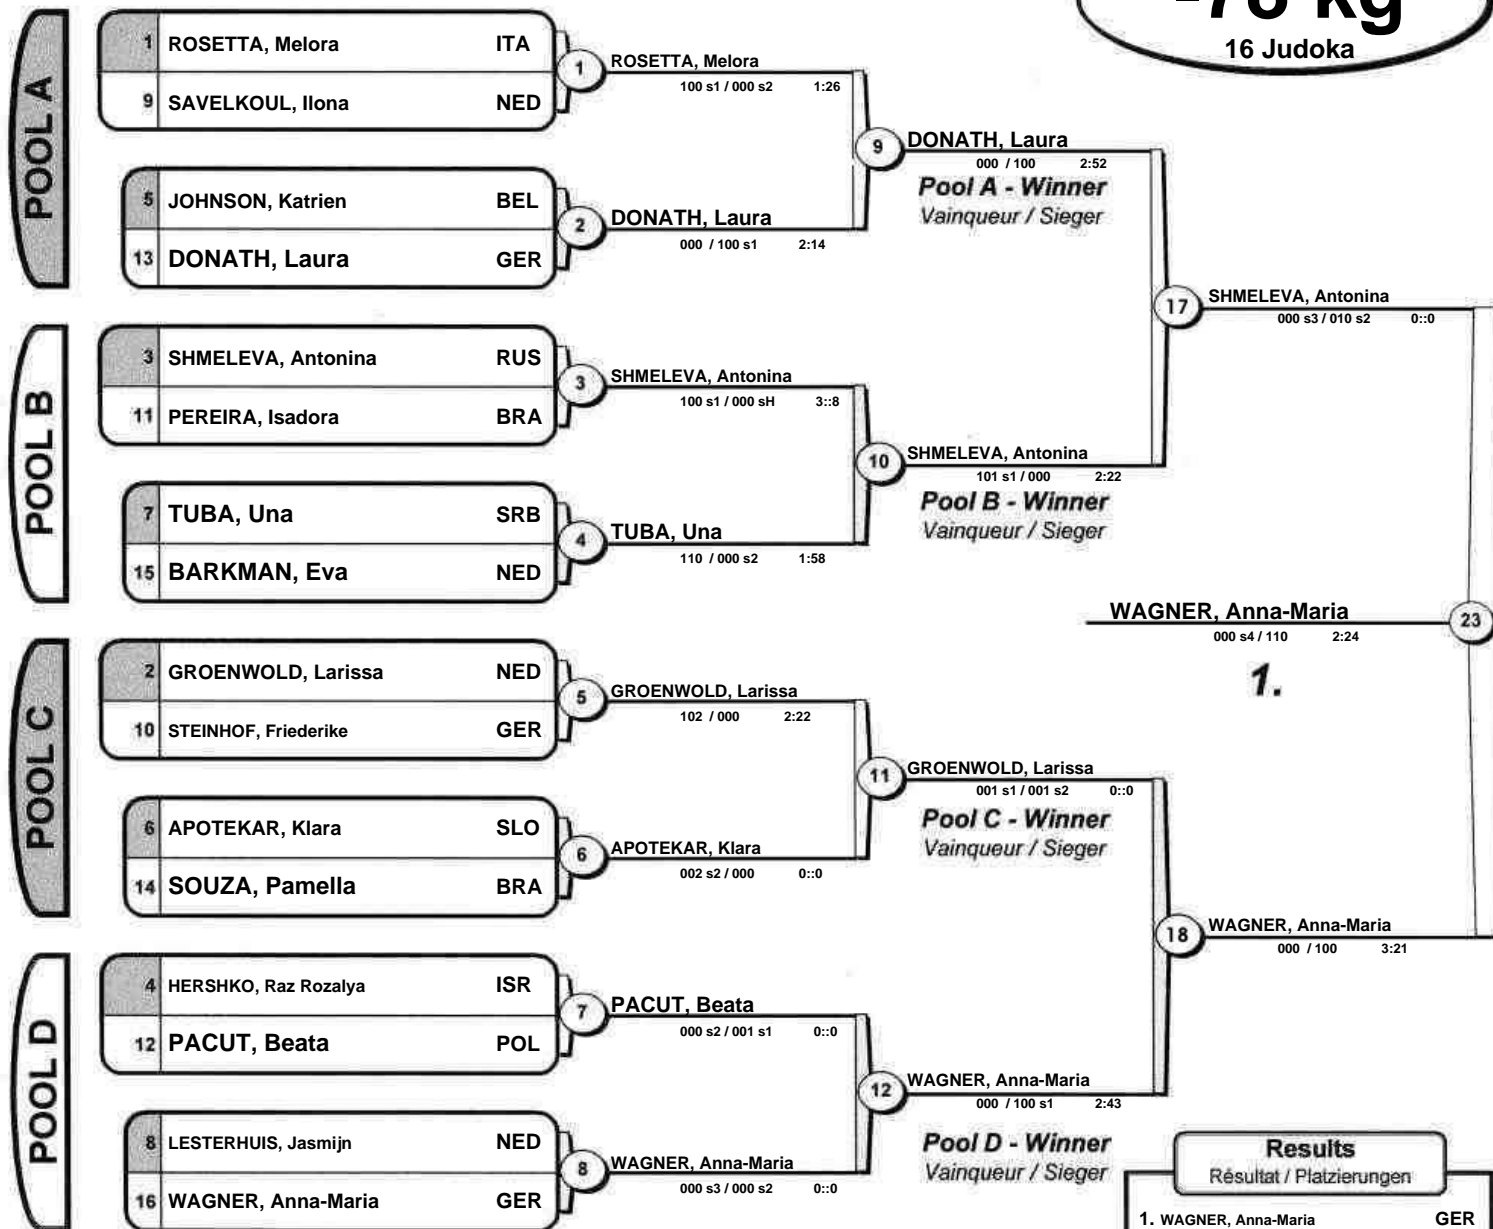 -78 kg
16 Judoka
POOL A
1 ROSETTA, Melora ITA
9 SAVELKOUL, Ilona NED
1
ROSETTA, Melora
100 s1 / 000 s2 1:26
5 JOHNSON, Katrien BEL
13 DONATH, Laura GER
2
DONATH, Laura
000 / 100 s1 2:14
9
DONATH, Laura
000 / 100 2:52
Pool A - Winner
Vainqueur / Sieger
POOL B
3 SHMELEVA, Antonina RUS
11 PEREIRA, Isadora BRA
3
SHMELEVA, Antonina
100 s1 / 000 sH 3::8
7 TUBA, Una SRB
15 BARKMAN, Eva NED
4
TUBA, Una
110 / 000 s2 1:58
10
SHMELEVA, Antonina
101 s1 / 000 2:22
Pool B - Winner
Vainqueur / Sieger
17
SHMELEVA, Antonina
000 s3 / 010 s2 0::0
WAGNER, Anna-Maria
000 s4 / 110 2:24
23
1.
POOL C
2 GROENWOLD, Larissa NED
10 STEINHOF, Friederike GER
5
GROENWOLD, Larissa
102 / 000 2:22
6 APOTEKAR, Klara SLO
14 SOUZA, Pamella BRA
6
APOTEKAR, Klara
002 s2 / 000 0::0
11
GROENWOLD, Larissa
001 s1 / 001 s2 0::0
Pool C - Winner
Vainqueur / Sieger
POOL D
4 HERSHKO, Raz Rozalya ISR
12 PACUT, Beata POL
7
PACUT, Beata
000 s2 / 001 s1 0::0
8 LESTERHUIS, Jasmijn NED
16 WAGNER, Anna-Maria GER
8
WAGNER, Anna-Maria
000 s3 / 000 s2 0::0
12
WAGNER, Anna-Maria
000 / 100 s1 2:43
Pool D - Winner
Vainqueur / Sieger
18
WAGNER, Anna-Maria
000 / 100 3:21
Results
Résultat / Platzierungen
1. WAGNER, Anna-Maria GER